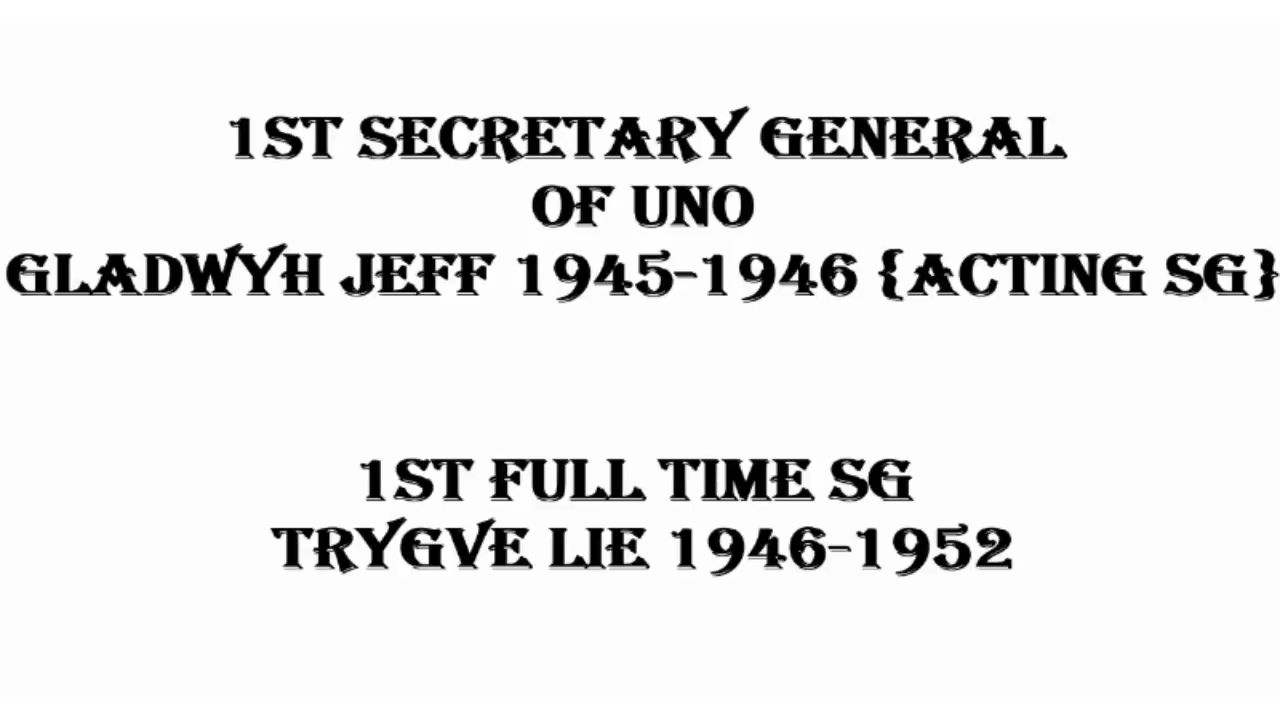 1ST SECRETARY GENERAL
OF UNO
GLADWYH JEFF 1945-1946 {ACTING SG}
1ST FULL TIME SG
TRYGVE LIE 1946-1952